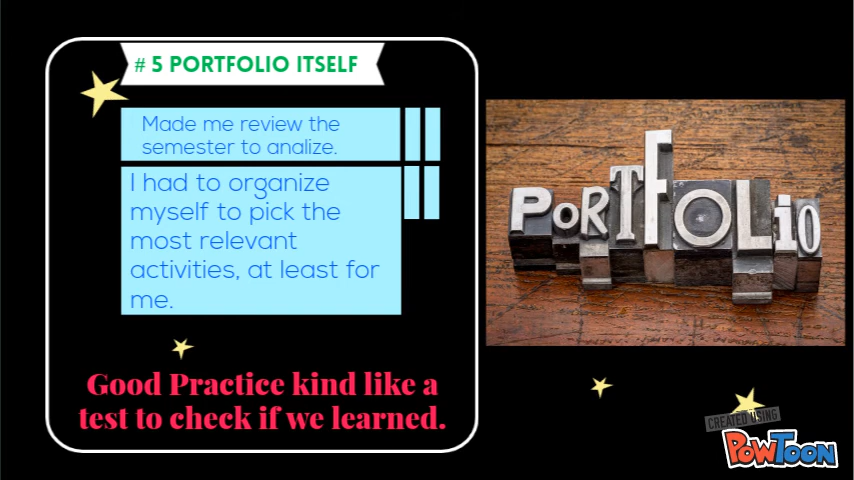 # 5 PORTFOLIO ITSELF
Made me review the
semester to analize.
I had to organize
myself to pick the
most relevant
activities, at least for
me.
Good Practice kind like a
test to check if we learned.
PoRTfOLiO
CREATED USING
POWTOON